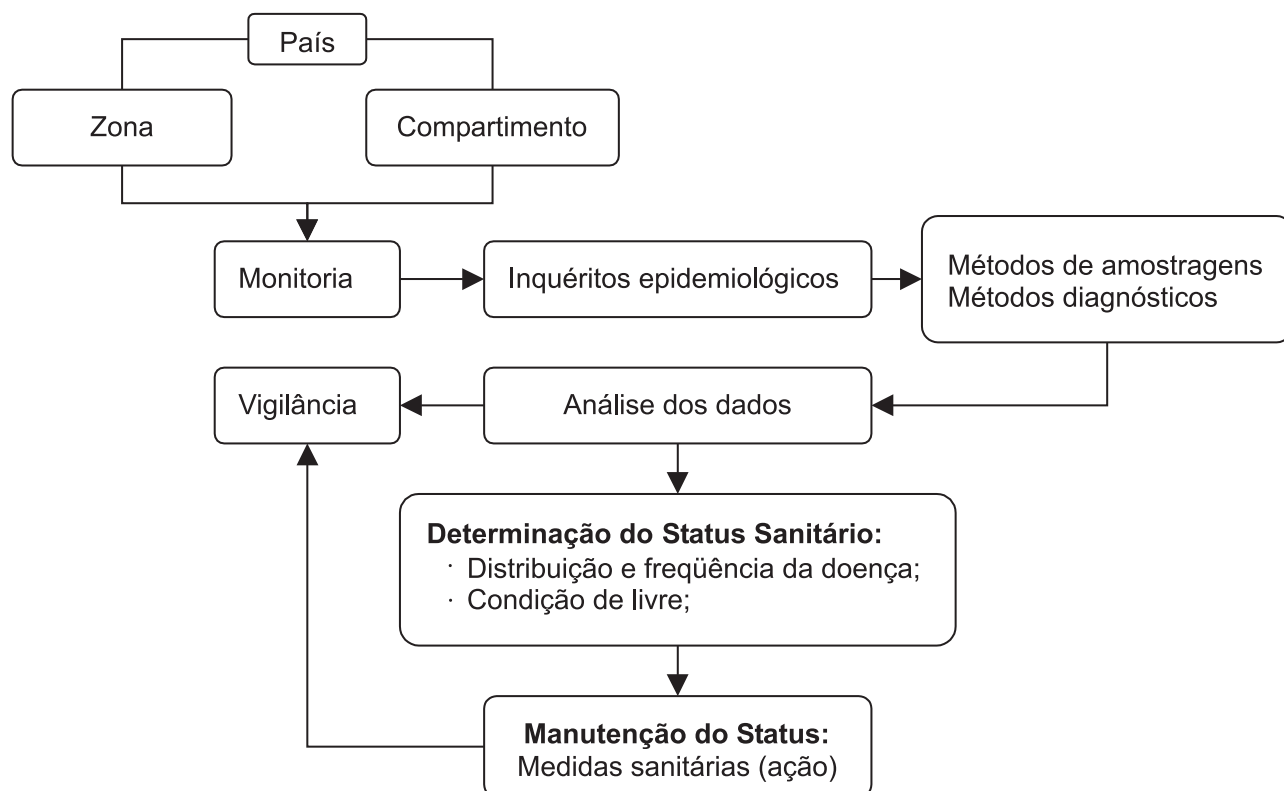 País
Zona
Compartimento
Monitoria
Inquéritos epidemiológicos
Métodos de amostragens
Métodos diagnósticos
Vigilância
Análise dos dados
Determinação do Status Sanitário:
· Distribuição e freqüência da doença;
· Condição de livre;
Manutenção do Status:
Medidas sanitárias (ação)